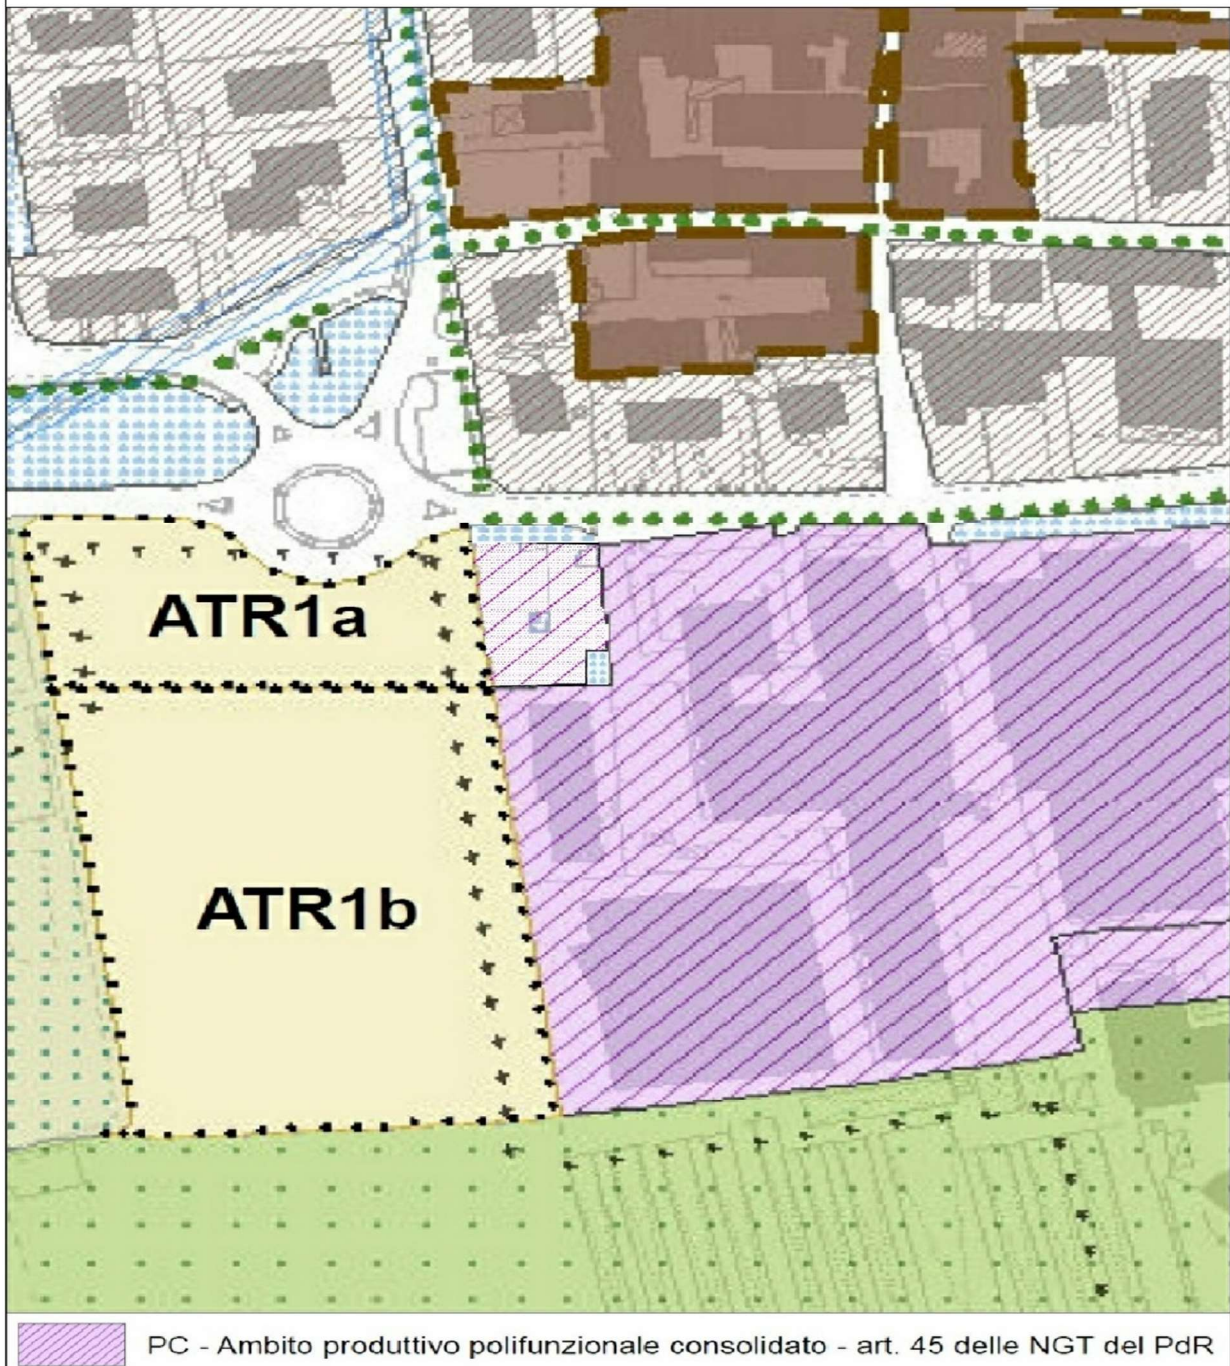 ATR1a
ATR1b
PC - Ambito produttivo polifunzionale consolidato - art. 45 delle NGT del PdR